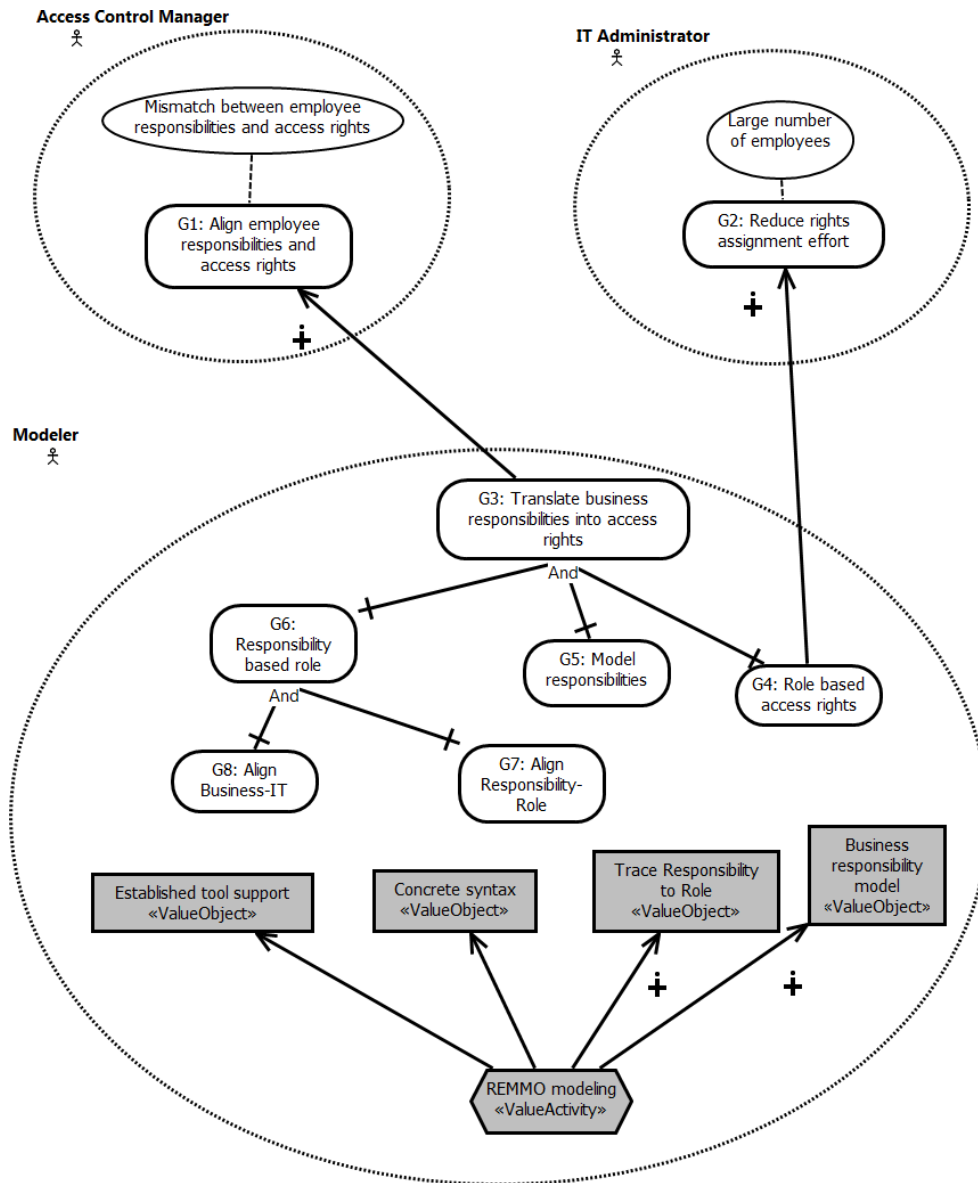 Access Control Manager
IT Administrator
Mismatch between employee
responsibilities and access rights
Large number
of employees
G1: Align employee
responsibilities and
access rights
G2: Reduce rights
assignment effort
Modeler
G3: Translate business
responsibilities into access
rights
And
G6:
Responsibility
based role
G5: Model
responsibilities
G4: Role based
access rights
And
G8: Align
Business-IT
G7: Align
Responsibility-
Role
Established tool support
«ValueObject»
Concrete syntax
«ValueObject»
Trace Responsibility
to Role
«ValueObject»
Business
responsibility
model
«ValueObject»
REMMO modeling
«ValueActivity»